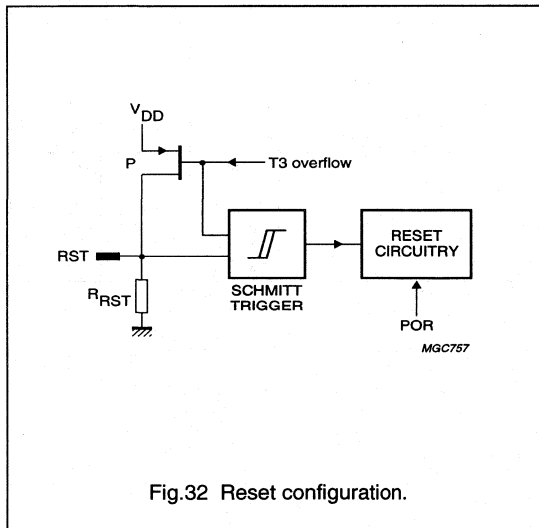 VDD
P
T3 overflow
RST
RRST
SCHMITT
TRIGGER
RESET
CIRCUITRY
POR
MGC757
Fig.32 Reset configuration.